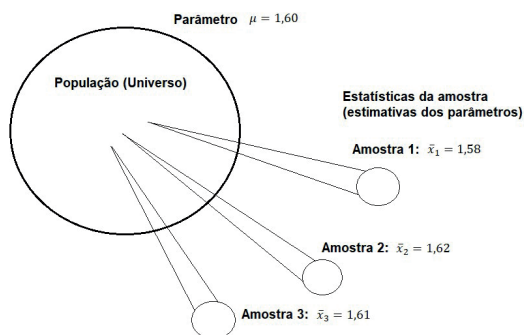 Parâmetro μ = 1,60
População (Universo)
Estatísticas da amostra
(estimativas dos parâmetros)
Amostra 1: x̄₁ = 1,58
Amostra 2: x̄₂ = 1,62
Amostra 3: x̄₃ = 1,61